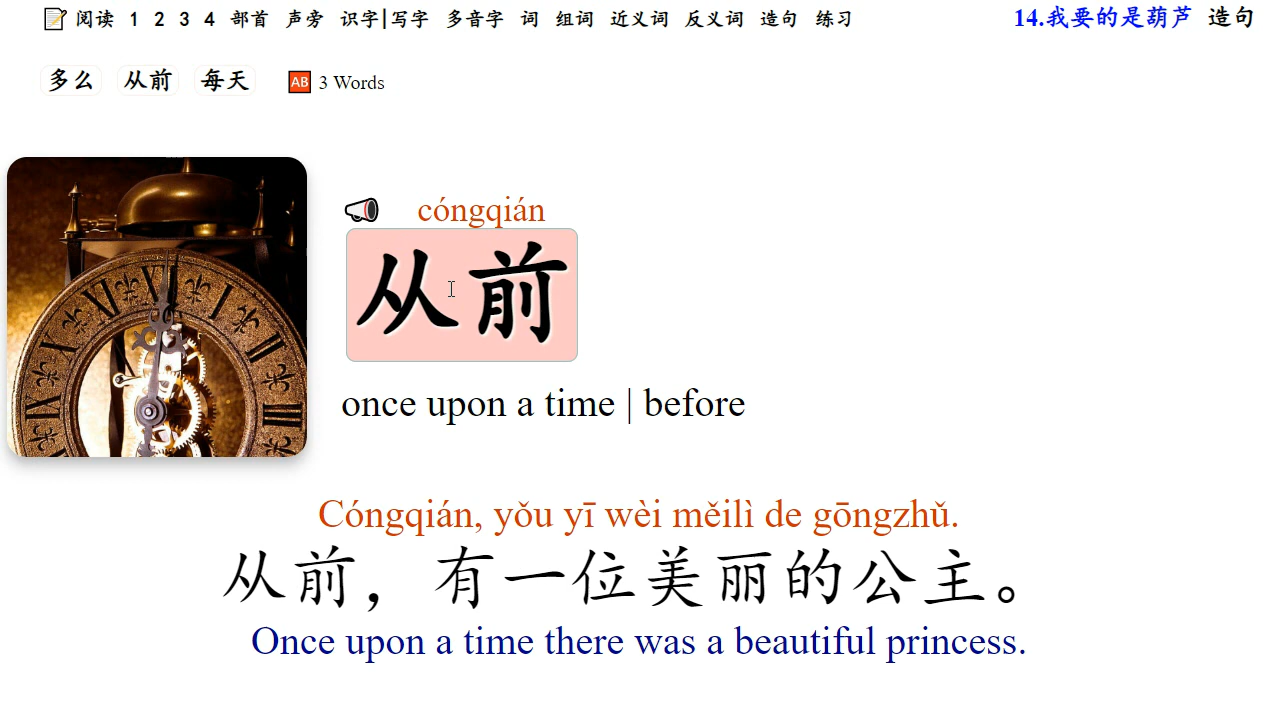 阅读 1 2 3 4 部首 声旁 识字|写字 多音字 词 组词 近义词 反义词 造句 练习
14.我要的是葫芦 造句
多么 从前 每天 AB 3 Words
cóngqián
从前
once upon a time | before
Cóngqián, yǒu yī wèi měilì de gōngzhǔ.
从前，有一位美丽的公主。
Once upon a time there was a beautiful princess.